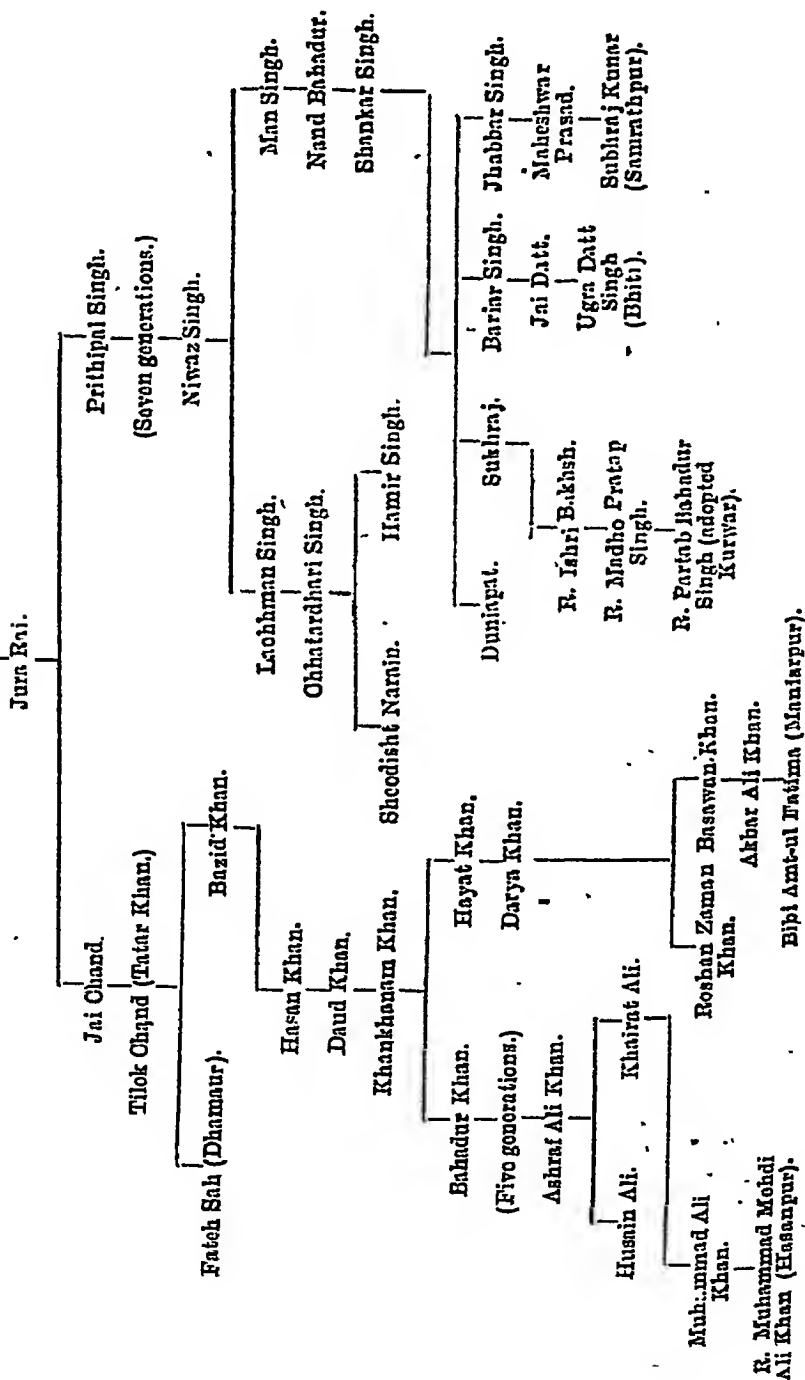 Jura Rai.
Jai Chand.
Prithipal Singh.
Tilok Chand (Tatar Khan.)
(Seven generations.)
Niwaz Singh.
Fateh Sah (Dhamaur).
Bazid Khan.
Lachhman Singh.
Man Singh.
Hasan Khan.
Chhatardhari Singh.
Nand Bahadur.
Daud Khan.
Shankar Singh.
Khankhanam Khan.
Sheodisht Narain.
Hamir Singh.
Bahadur Khan.
Hayat Khan.
Duniapat.
Sukhraj.
Bariar Singh.
Jhabbar Singh.
(Five generations.)
Darya Khan.
R. Ishri Bakhsh.
Jai Datt.
Maheshwar
Prasad.
Ashraf Ali Khan.
R. Madho Pratap
Singh.
Ugra Datt
Singh
(Bhiti).
Subhraj Kunar
(Samrathpur).
Husain Ali.
Khairat Ali.
R. Partab Bahadur
Singh (adopted
Kurwar).
Muhammad Ali
Khan.
Roshan Zaman
Khan.
Basawan Khan.
Akbar Ali Khan.
R. Muhammad Mehdi
Ali Khan (Hasanpur).
Bibi Amt-ul Fatima (Maniarpur).